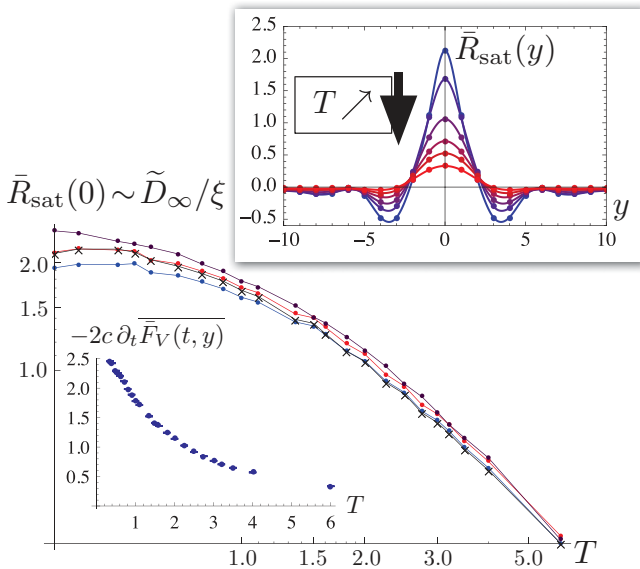 2.5
2.0
1.5
1.0
0.5
0.0
−0.5
−10 −5 0 5 10
R̄sat(y)
T ↗
y
R̄sat(0) ∼ D̃∞/ξ
2.0
1.5
1.0
−2c ∂t F̄V(t, y)
2.5
2.0
1.5
1.0
0.5
1 2 3 4 5 6
T
1.0 1.5 2.0 3.0 5.0
T